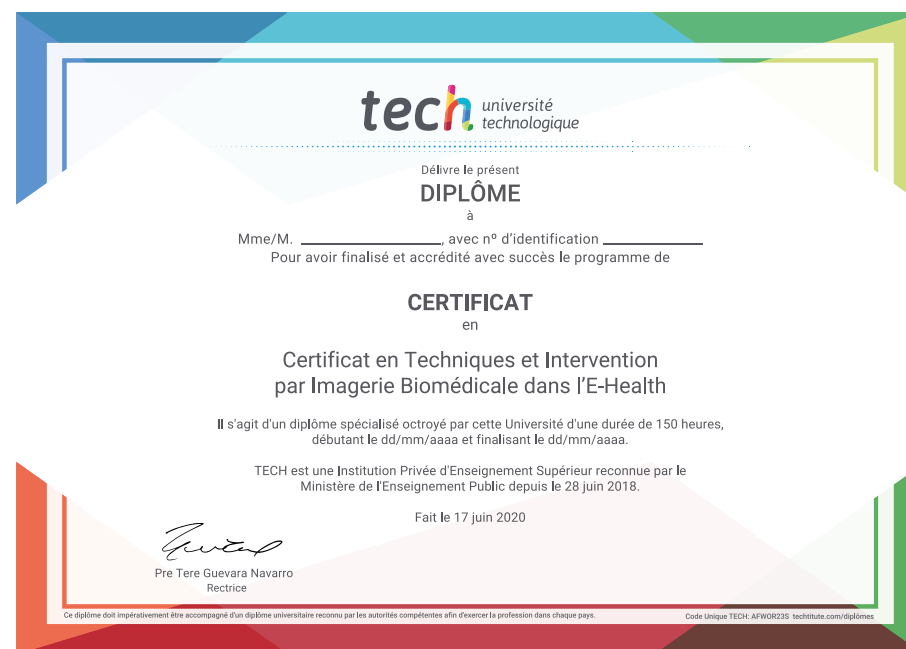 tech université
technologique
Délivre le présent
DIPLÔME
à
Mme/M. ____________________, avec nº d'identification __________________
Pour avoir finalisé et accrédité avec succès le programme de
CERTIFICAT
en
Certificat en Techniques et Intervention
par Imagerie Biomédicale dans l'E-Health
Il s'agit d'un diplôme spécialisé octroyé par cette Université d'une durée de 150 heures,
débutant le dd/mm/aaaa et finalisant le dd/mm/aaaa.
TECH est une Institution Privée d'Enseignement Supérieur reconnue par le
Ministère de l'Enseignement Public depuis le 28 juin 2018.
Fait le 17 juin 2020
Pre Tere Guevara Navarro
Rectrice
Ce diplôme doit impérativement être accompagné d'un diplôme universitaire reconnu par les autorités compétentes afin d'exercer la profession dans chaque pays.
Code Unique TECH: AFWOR23S techtitute.com/diplômes